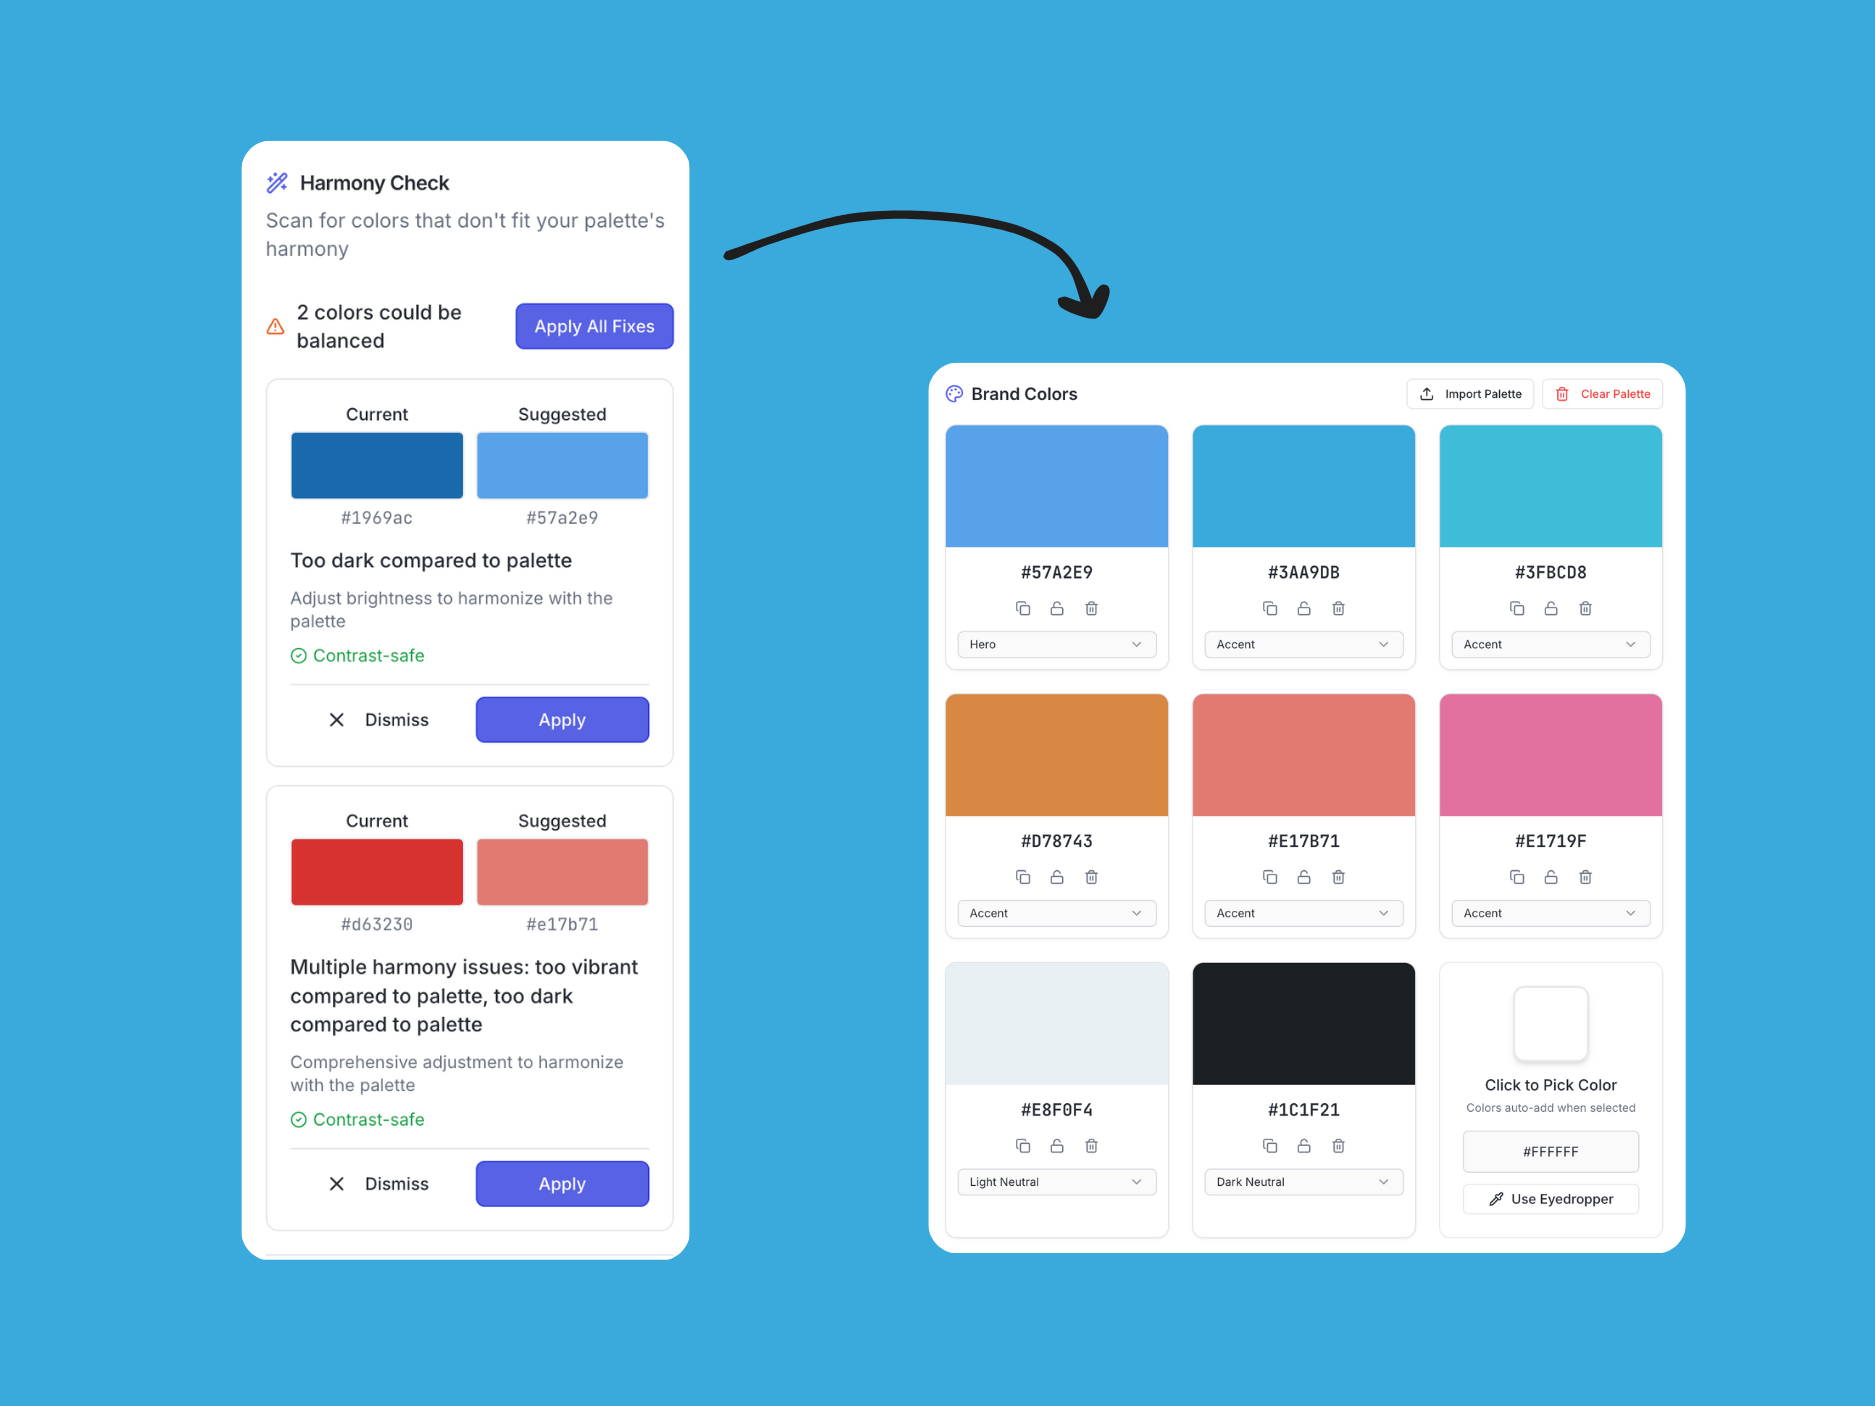 Harmony Check
Scan for colors that don't fit your palette's
harmony
2 colors could be
balanced
Apply All Fixes
Current
Suggested
#1969ac
#57a2e9
Too dark compared to palette
Adjust brightness to harmonize with the
palette
Contrast-safe
Dismiss
Apply
Current
Suggested
#d63230
#e17b71
Multiple harmony issues: too vibrant
compared to palette, too dark
compared to palette
Comprehensive adjustment to harmonize
with the palette
Contrast-safe
Dismiss
Apply
Brand Colors
Import Palette
Clear Palette
#57A2E9
#3AA9DB
#3FBCD8
Hero
Accent
Accent
#D78743
#E17B71
#E1719F
Accent
Accent
Accent
#E8F0F4
#1C1F21
Light Neutral
Dark Neutral
Click to Pick Color
Colors auto-add when selected
#FFFFFF
Use Eyedropper